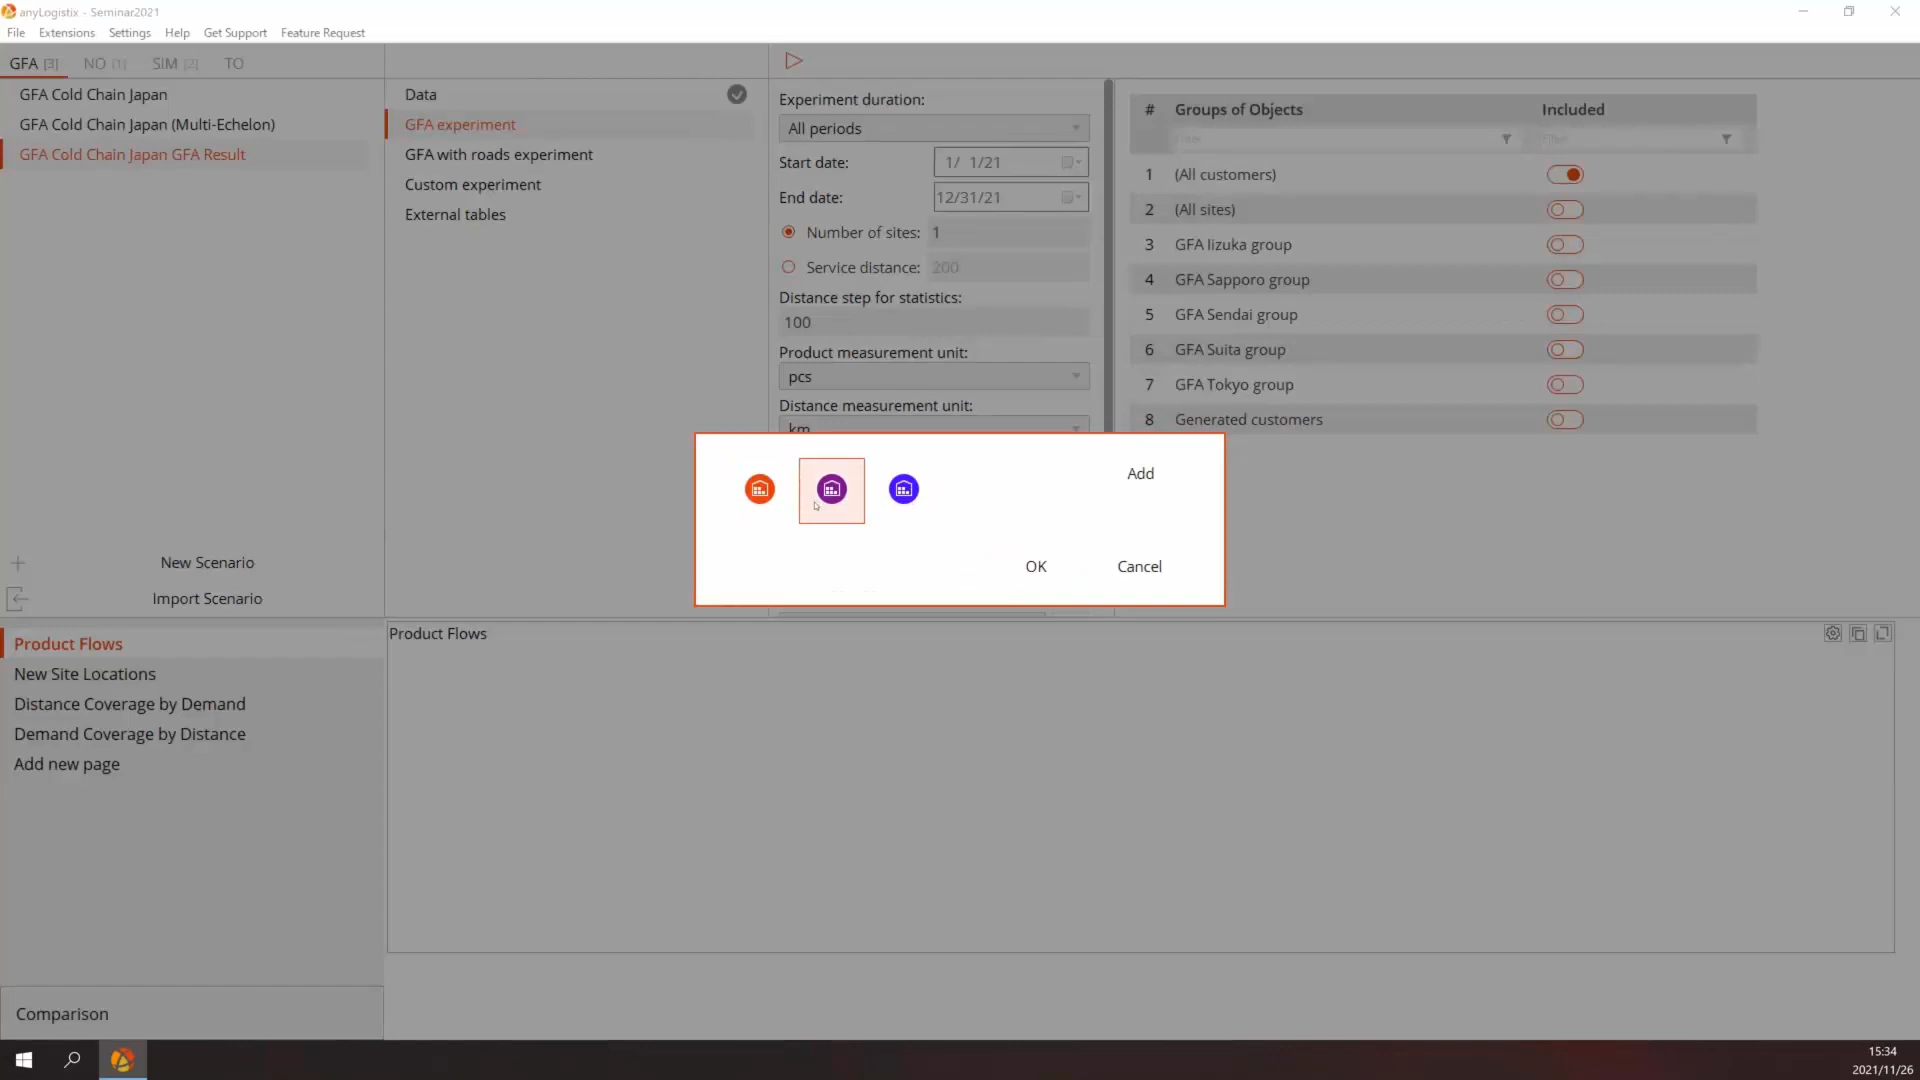 anyLogistix - Seminar2021
File Extensions Settings Help Get Support Feature Request
GFA [3] NO [1] SIM [2] TO
GFA Cold Chain Japan
GFA Cold Chain Japan (Multi-Echelon)
GFA Cold Chain Japan GFA Result
New Scenario
Import Scenario
Data
GFA experiment
GFA with roads experiment
Custom experiment
External tables
Experiment duration:
All periods
Start date: 1/ 1/21
End date: 12/31/21
Number of sites: 1
Service distance: 200
Distance step for statistics:
100
Product measurement unit:
pcs
Distance measurement unit:
km
# Groups of Objects Included
Filter Filter
1 (All customers)
2 (All sites)
3 GFA Iizuka group
4 GFA Sapporo group
5 GFA Sendai group
6 GFA Suita group
7 GFA Tokyo group
8 Generated customers
Add
OK Cancel
Product Flows
New Site Locations
Distance Coverage by Demand
Demand Coverage by Distance
Add new page
Comparison
Product Flows
15:34
2021/11/26